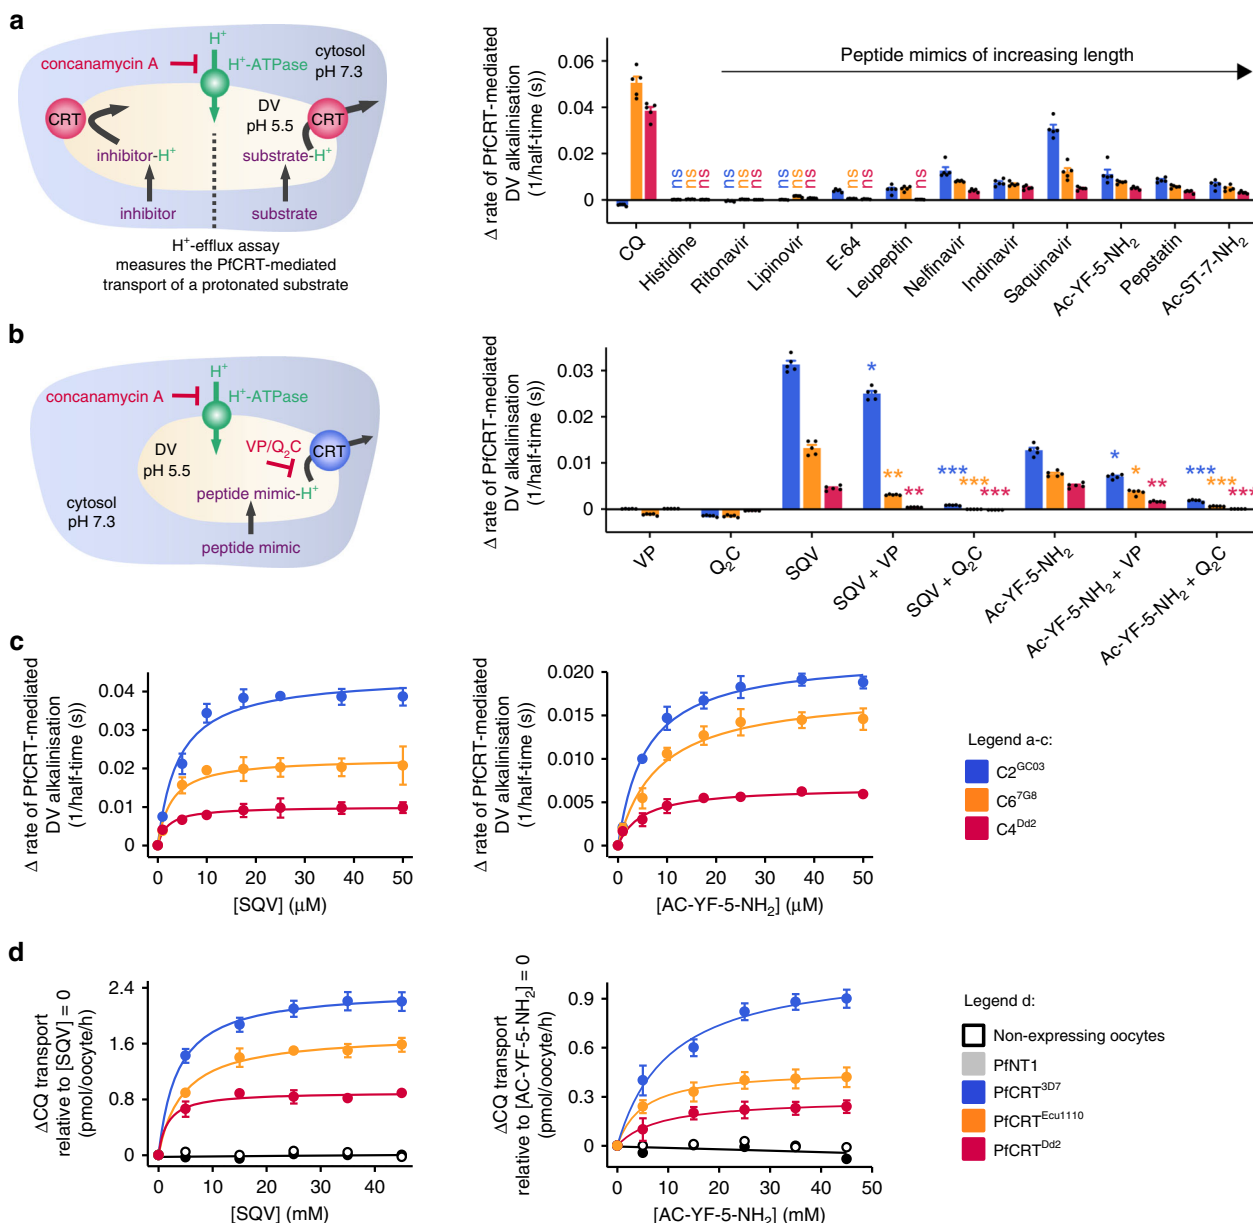 a
H⁺
concanamycin A
H⁺-ATPase
cytosol
pH 7.3
DV
pH 5.5
CRT
CRT
inhibitor-H⁺
substrate-H⁺
inhibitor
substrate
H⁺-efflux assay
measures the PfCRT-mediated
transport of a protonated substrate
Δ rate of PfCRT-mediated
DV alkalinisation
(1/half-time (s))
0.06
0.04
0.02
0
Peptide mimics of increasing length
ns ns ns
ns ns ns
ns ns ns
ns ns
ns
CQ
Histidine
Ritonavir
Lipinovir
E-64
Leupeptin
Nelfinavir
Indinavir
Saquinavir
Ac-YF-5-NH₂
Pepstatin
Ac-ST-7-NH₂
b
H⁺
concanamycin A
H⁺-ATPase
DV
pH 5.5
VP/Q₂C
CRT
peptide mimic-H⁺
cytosol
pH 7.3
peptide mimic
Δ rate of PfCRT-mediated
DV alkalinisation
(1/half-time (s))
0.03
0.02
0.01
0
* ** **
*** *** ***
* * **
*** *** ***
VP
Q₂C
SQV
SQV + VP
SQV + Q₂C
Ac-YF-5-NH₂
Ac-YF-5-NH₂ + VP
Ac-YF-5-NH₂ + Q₂C
c
Δ rate of PfCRT-mediated
DV alkalinisation
(1/half-time (s))
0.04
0.03
0.02
0.01
0
0 10 20 30 40 50
[SQV] (μM)
Δ rate of PfCRT-mediated
DV alkalinisation
(1/half-time (s))
0.020
0.015
0.010
0.005
0
0 10 20 30 40 50
[AC-YF-5-NH₂] (μM)
Legend a-c:
C2ᴳᶜ⁰³
C6⁷ᴳ⁸
C4ᴰᵈ²
d
ΔCQ transport
relative to [SQV] = 0
(pmol/oocyte/h)
2.4
1.6
0.8
0
0 10 20 30 40
[SQV] (mM)
ΔCQ transport
relative to [AC-YF-5-NH₂] = 0
(pmol/oocyte/h)
0.9
0.6
0.3
0
0 10 20 30 40 50
[AC-YF-5-NH₂] (mM)
Legend d:
Non-expressing oocytes
PfNT1
PfCRT³ᴰ⁷
PfCRTᴱᶜᵘ¹¹¹⁰
PfCRTᴰᵈ²